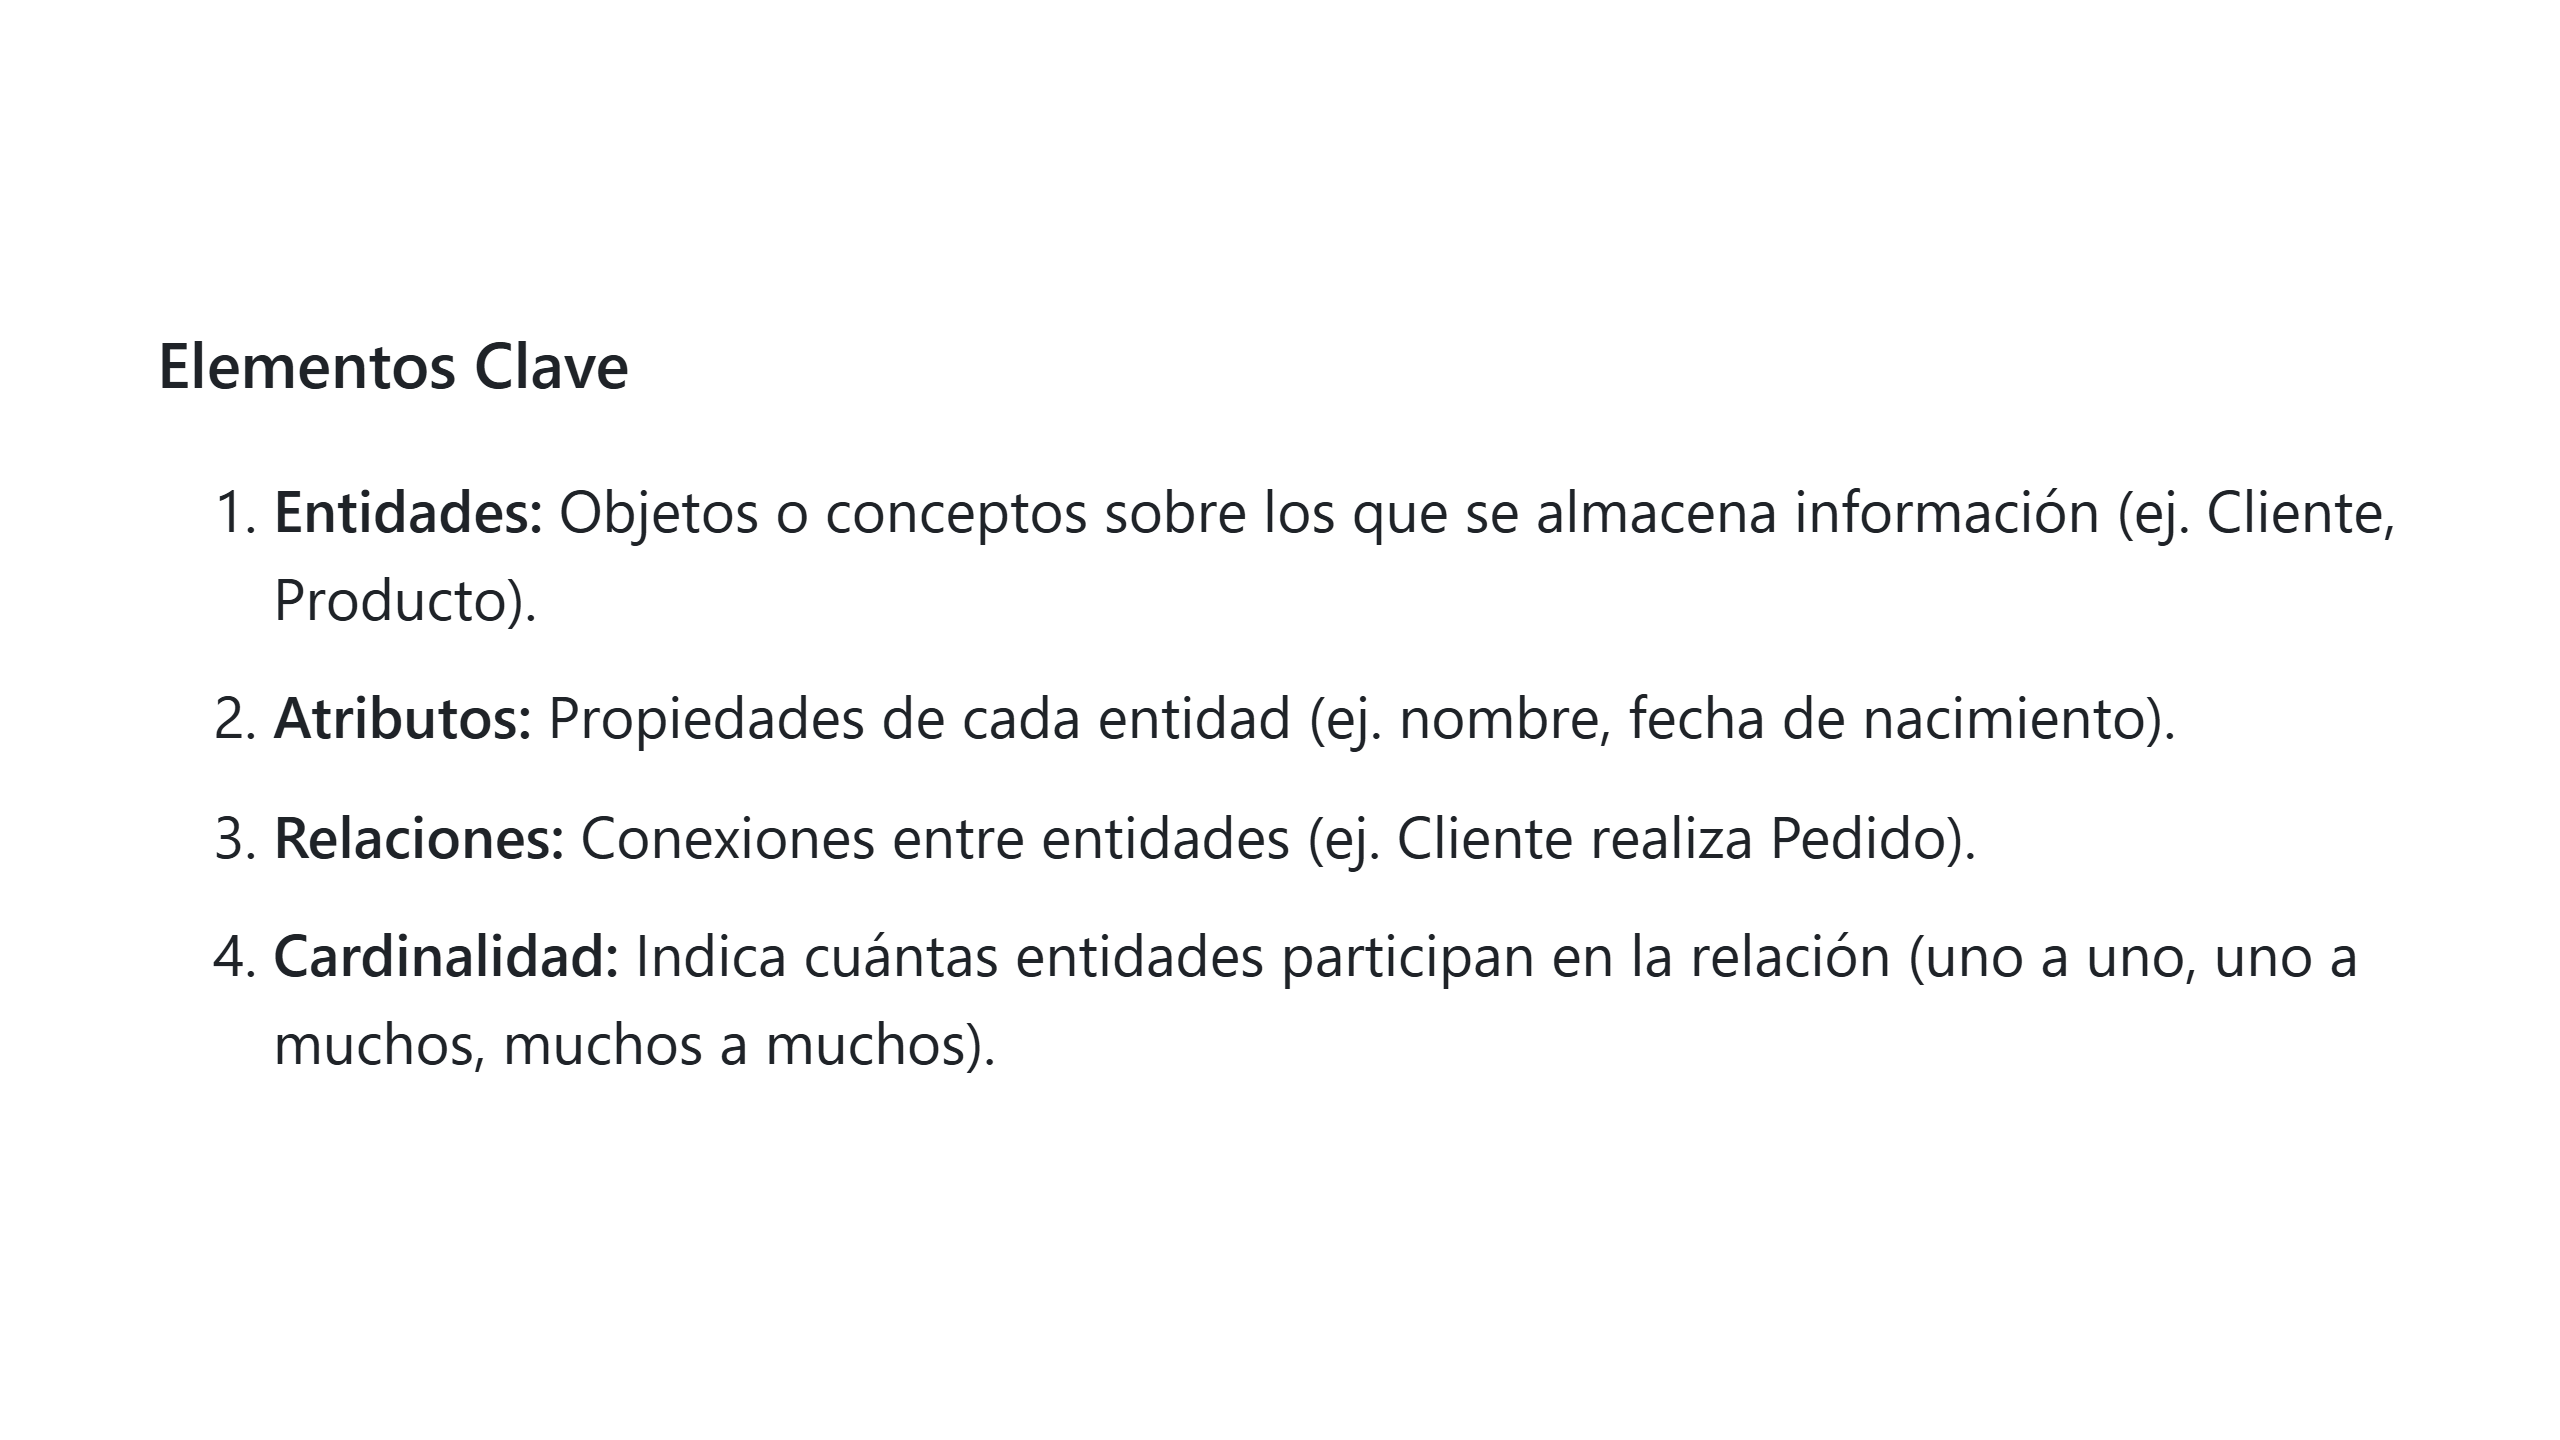 Elementos Clave
1. Entidades: Objetos o conceptos sobre los que se almacena información (ej. Cliente,
Producto).
2. Atributos: Propiedades de cada entidad (ej. nombre, fecha de nacimiento).
3. Relaciones: Conexiones entre entidades (ej. Cliente realiza Pedido).
4. Cardinalidad: Indica cuántas entidades participan en la relación (uno a uno, uno a
muchos, muchos a muchos).